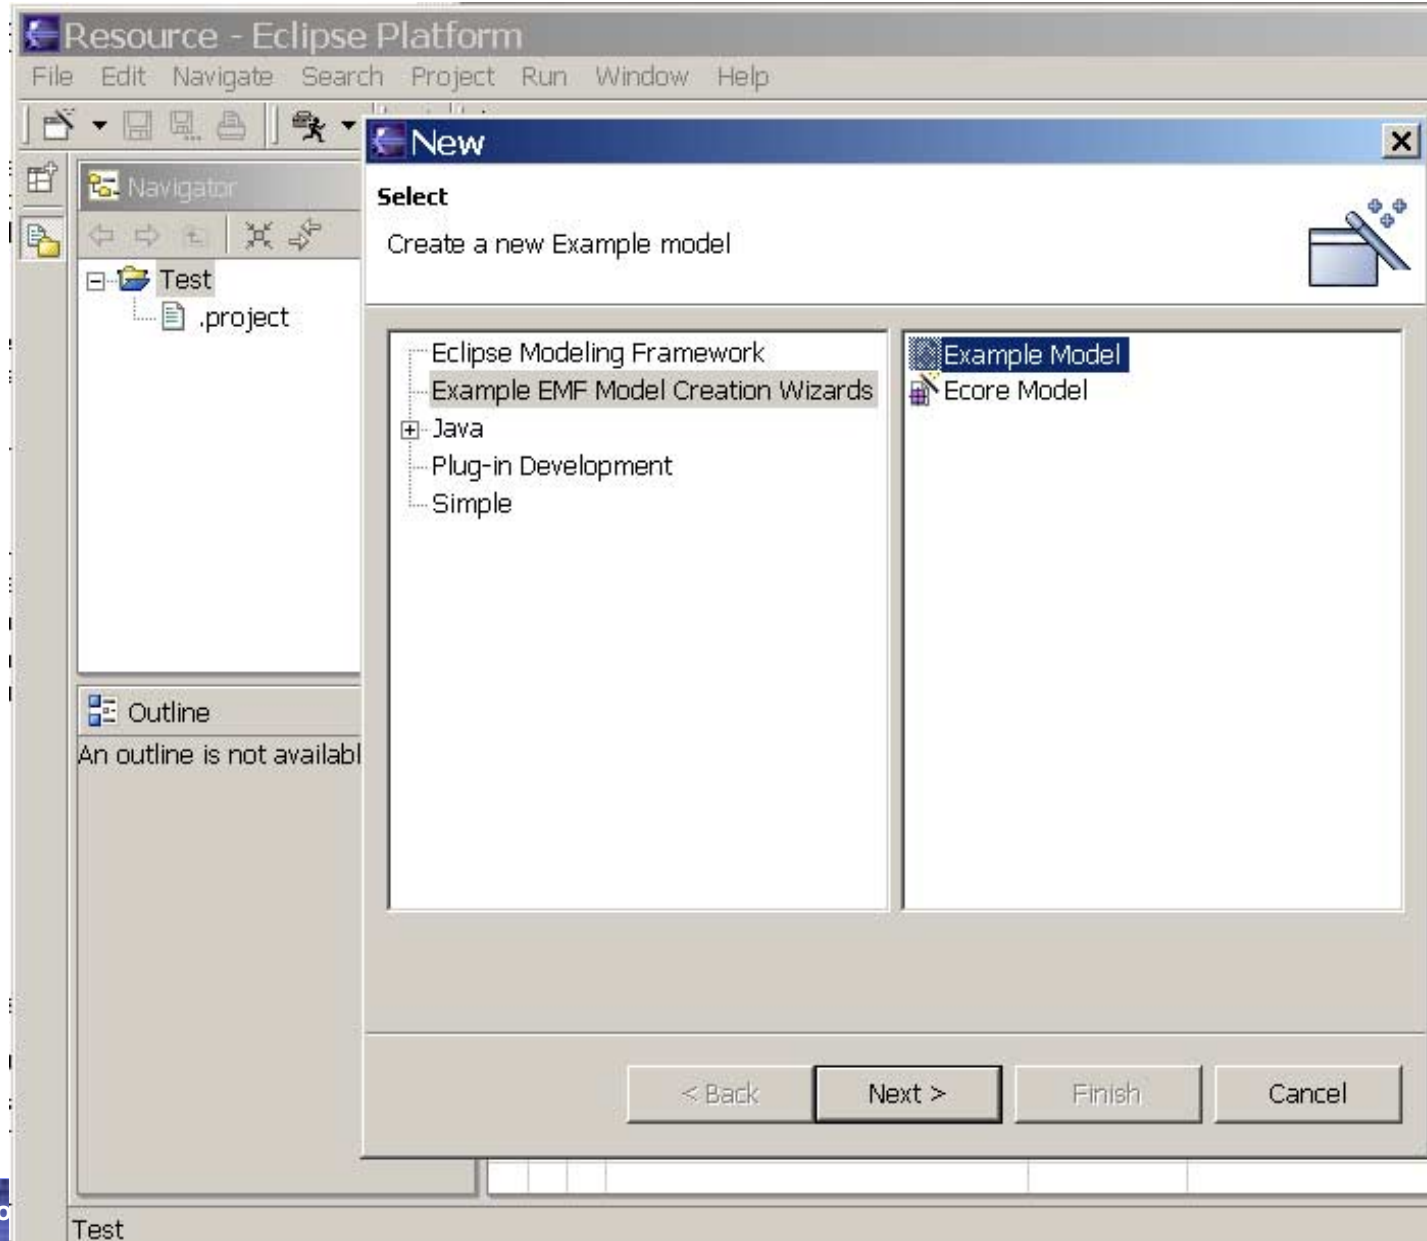 Resource - Eclipse Platform
File Edit Navigate Search Project Run Window Help
New
Navigator
Select
Create a new Example model
Test
.project
Eclipse Modeling Framework
Example EMF Model Creation Wizards
Java
Plug-in Development
Simple
Example Model
Ecore Model
Outline
An outline is not availabl
< Back Next > Finish Cancel
Test